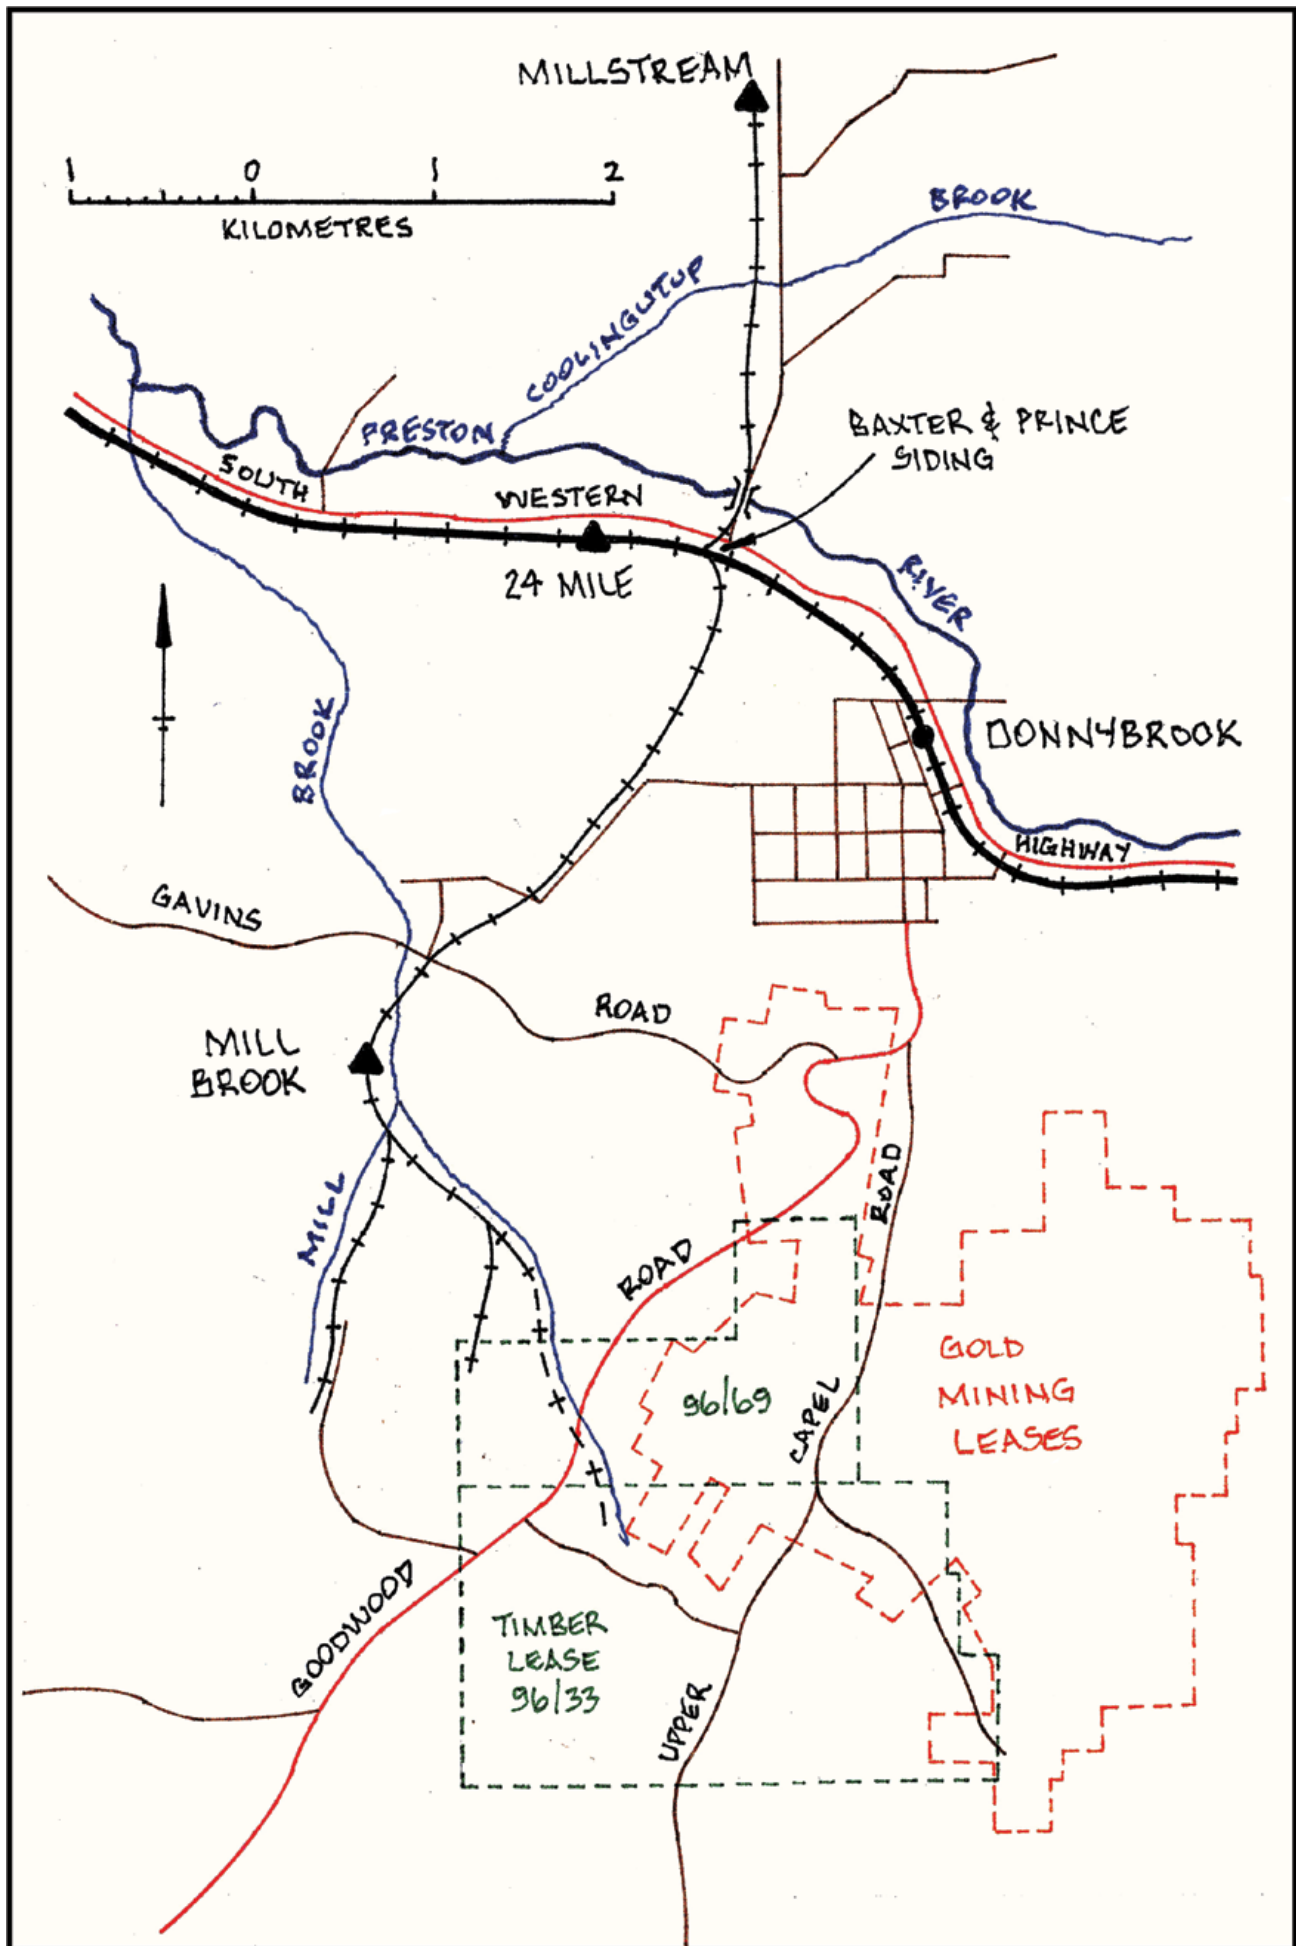 MILLSTREAM
1 0 1 2
KILOMETRES
BROOK
COOLINGUTUP
PRESTON
BAXTER & PRINCE
SIDING
SOUTH
WESTERN
24 MILE
RIVER
BROOK
DONNYBROOK
HIGHWAY
GAVINS
ROAD
MILL
BROOK
ROAD
MILL
ROAD
GOLD
MINING
LEASES
96/69
CAPEL
GOODWOOD
TIMBER
LEASE
96/33
UPPER